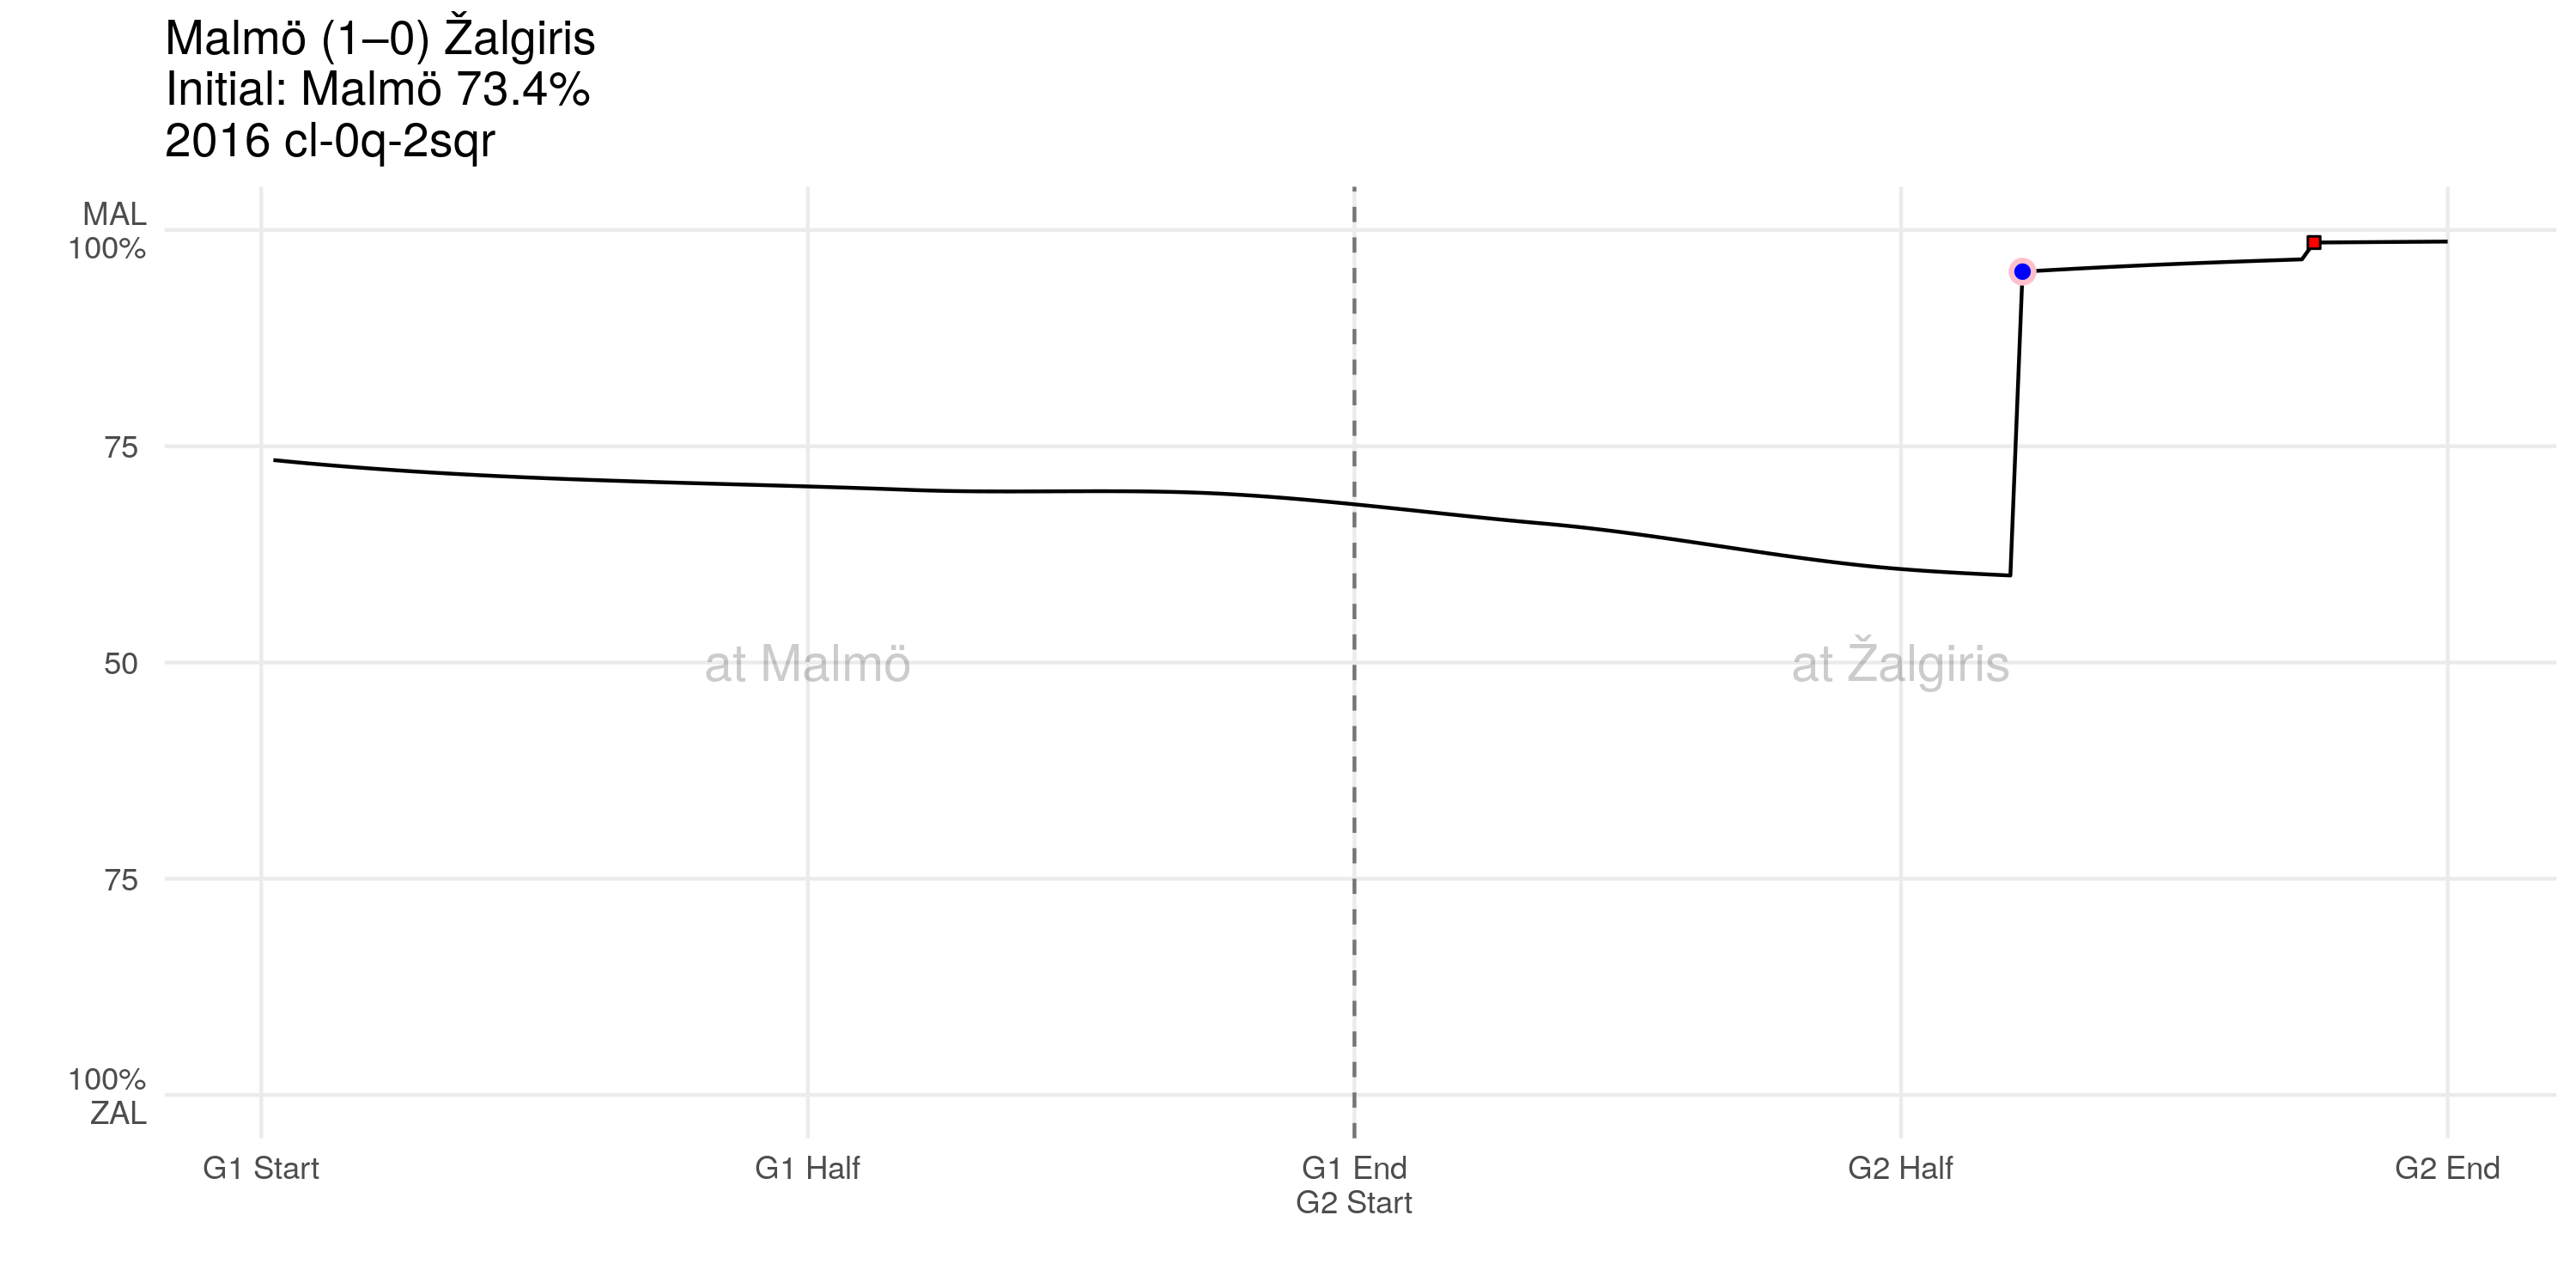 Malmö (1–0) Žalgiris
Initial: Malmö 73.4%
2016 cl-0q-2sqr
MAL
100%
75
50
75
100%
ZAL
at Malmö
at Žalgiris
G1 Start
G1 Half
G1 End
G2 Start
G2 Half
G2 End